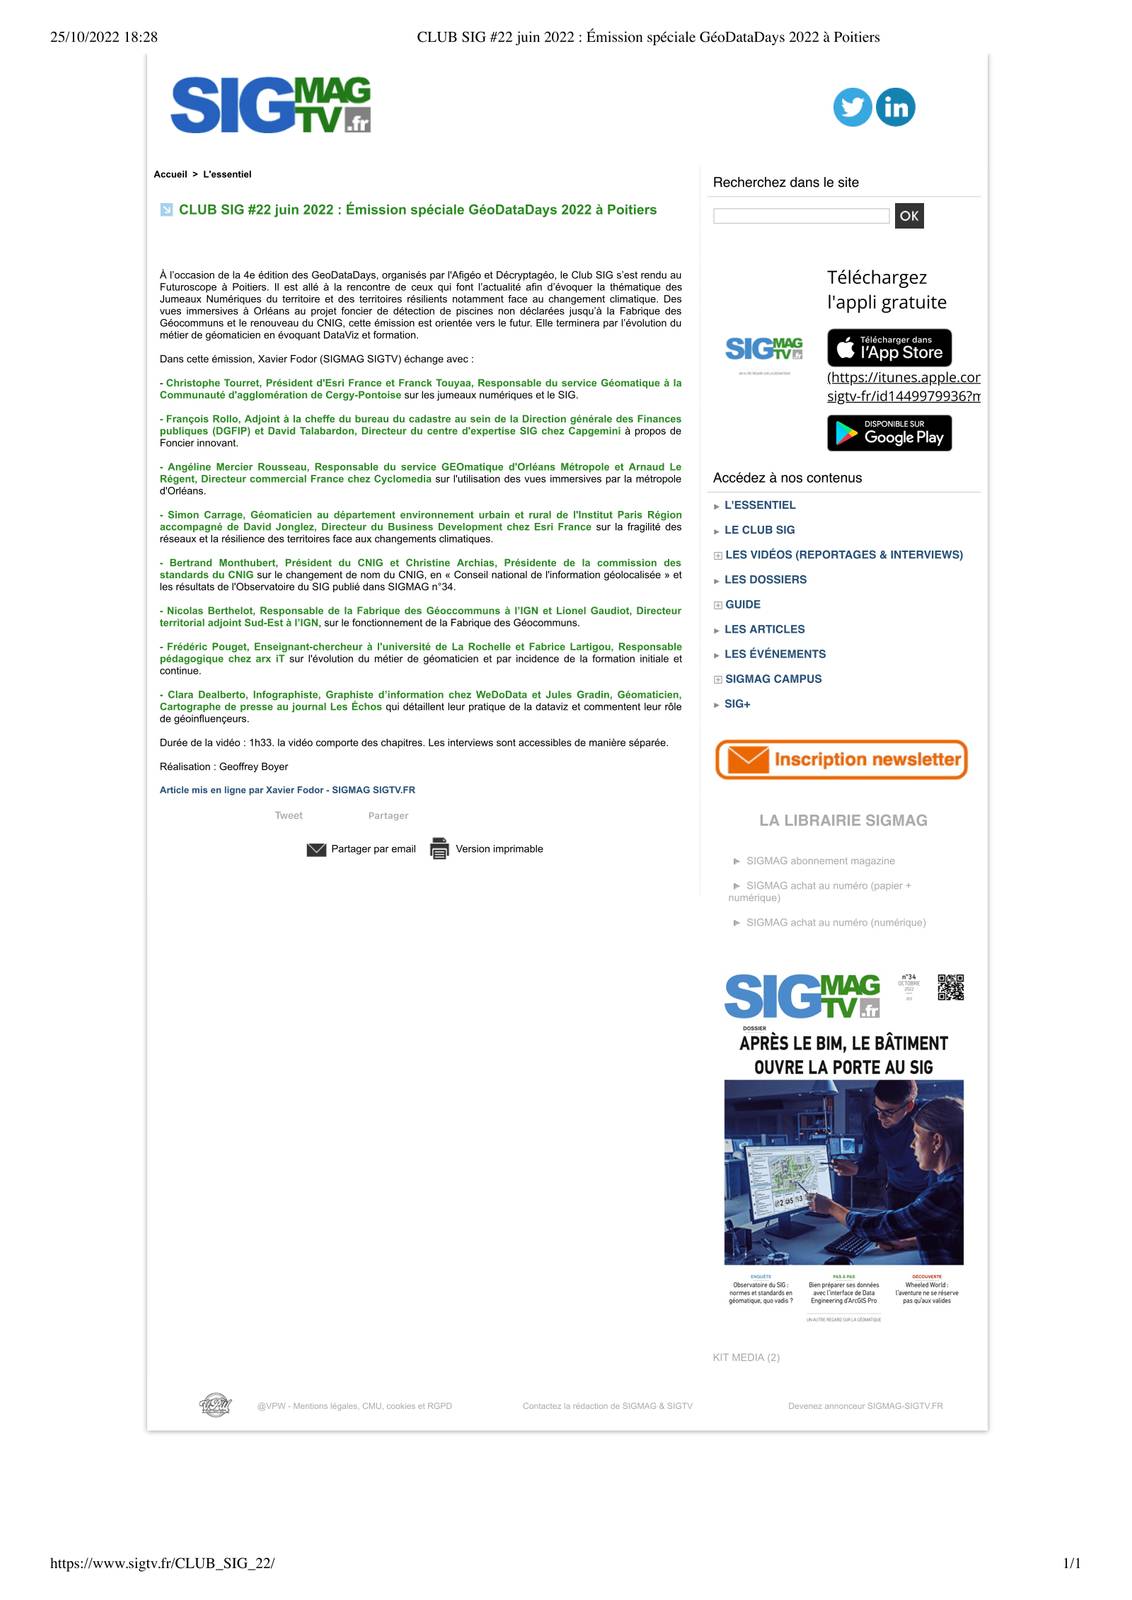 25/10/2022 18:28
CLUB SIG #22 juin 2022 : Émission spéciale GéoDataDays 2022 à Poitiers
SIGMAG
TV.fr
Accueil > L'essentiel
CLUB SIG #22 juin 2022 : Émission spéciale GéoDataDays 2022 à Poitiers
À l'occasion de la 4e édition des GeoDataDays, organisés par l'Afigéo et Décryptagéo, le Club SIG s'est rendu au
Futuroscope à Poitiers. Il est allé à la rencontre de ceux qui font l'actualité afin d'évoquer la thématique des
Jumeaux Numériques du territoire et des territoires résilients notamment face au changement climatique. Des
vues immersives à Orléans au projet foncier de détection de piscines non déclarées jusqu'à la Fabrique des
Géocommuns et le renouveau du CNIG, cette émission est orientée vers le futur. Elle terminera par l'évolution du
métier de géomaticien en évoquant DataViz et formation.
Dans cette émission, Xavier Fodor (SIGMAG SIGTV) échange avec :
- Christophe Tourret, Président d'Esri France et Franck Touyaa, Responsable du service Géomatique à la
Communauté d'agglomération de Cergy-Pontoise sur les jumeaux numériques et le SIG.
- François Rollo, Adjoint à la cheffe du bureau du cadastre au sein de la Direction générale des Finances
publiques (DGFIP) et David Talabardon, Directeur du centre d'expertise SIG chez Capgemini à propos de
Foncier innovant.
- Angéline Mercier Rousseau, Responsable du service GEOmatique d'Orléans Métropole et Arnaud Le
Régent, Directeur commercial France chez Cyclomedia sur l'utilisation des vues immersives par la métropole
d'Orléans.
- Simon Carrage, Géomaticien au département environnement urbain et rural de l'Institut Paris Région
accompagné de David Jonglez, Directeur du Business Development chez Esri France sur la fragilité des
réseaux et la résilience des territoires face aux changements climatiques.
- Bertrand Monthubert, Président du CNIG et Christine Archias, Présidente de la commission des
standards du CNIG sur le changement de nom du CNIG, en « Conseil national de l'information géolocalisée » et
les résultats de l'Observatoire du SIG publié dans SIGMAG n°34.
- Nicolas Berthelot, Responsable de la Fabrique des Géoccommuns à l'IGN et Lionel Gaudiot, Directeur
territorial adjoint Sud-Est à l'IGN, sur le fonctionnement de la Fabrique des Géocommuns.
- Frédéric Pouget, Enseignant-chercheur à l'université de La Rochelle et Fabrice Lartigou, Responsable
pédagogique chez arx iT sur l'évolution du métier de géomaticien et par incidence de la formation initiale et
continue.
- Clara Dealberto, Infographiste, Graphiste d'information chez WeDoData et Jules Gradin, Géomaticien,
Cartographe de presse au journal Les Échos qui détaillent leur pratique de la dataviz et commentent leur rôle
de géoinfluençeurs.
Durée de la vidéo : 1h33. la vidéo comporte des chapitres. Les interviews sont accessibles de manière séparée.
Réalisation : Geoffrey Boyer
Article mis en ligne par Xavier Fodor - SIGMAG SIGTV.FR
Tweet Partager
Partager par email Version imprimable
Recherchez dans le site
OK
Téléchargez
l'appli gratuite
SIGMAG
TV.fr
Télécharger dans
l'App Store
(https://itunes.apple.cor
sigtv-fr/id1449979936?m
DISPONIBLE SUR
Google Play
Accédez à nos contenus
L'ESSENTIEL
LE CLUB SIG
LES VIDÉOS (REPORTAGES & INTERVIEWS)
LES DOSSIERS
GUIDE
LES ARTICLES
LES ÉVÉNEMENTS
SIGMAG CAMPUS
SIG+
Inscription newsletter
LA LIBRAIRIE SIGMAG
SIGMAG abonnement magazine
SIGMAG achat au numéro (papier +
numérique)
SIGMAG achat au numéro (numérique)
SIGMAG
TV.fr
n°34
OCTOBRE
2022
DOSSIER
APRÈS LE BIM, LE BÂTIMENT
OUVRE LA PORTE AU SIG
ENQUÊTE
Observatoire du SIG :
normes et standards en
géomatique, quo vadis ?
PAS À PAS
Bien préparer ses données
avec l'interface de Data
Engineering d'ArcGIS Pro
DÉCOUVERTE
Wheeled World :
l'aventure ne se réserve
pas qu'aux valides
UN AUTRE REGARD SUR LA GÉOMATIQUE
KIT MEDIA (2)
@VPW - Mentions légales, CMU, cookies et RGPD
Contactez la rédaction de SIGMAG & SIGTV
Devenez annonceur SIGMAG-SIGTV.FR
https://www.sigtv.fr/CLUB_SIG_22/
1/1